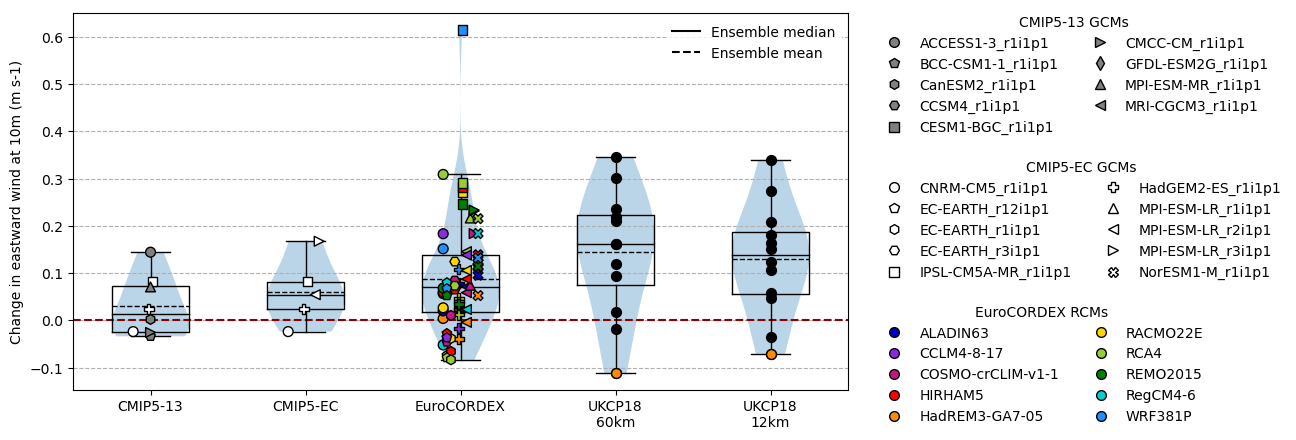 Change in eastward wind at 10m (m s-1)
0.6
0.5
0.4
0.3
0.2
0.1
0.0
−0.1
CMIP5-13
CMIP5-EC
EuroCORDEX
UKCP18
60km
UKCP18
12km
Ensemble median
Ensemble mean
CMIP5-13 GCMs
ACCESS1-3_r1i1p1
BCC-CSM1-1_r1i1p1
CanESM2_r1i1p1
CCSM4_r1i1p1
CESM1-BGC_r1i1p1
CMCC-CM_r1i1p1
GFDL-ESM2G_r1i1p1
MPI-ESM-MR_r1i1p1
MRI-CGCM3_r1i1p1
CMIP5-EC GCMs
CNRM-CM5_r1i1p1
EC-EARTH_r12i1p1
EC-EARTH_r1i1p1
EC-EARTH_r3i1p1
IPSL-CM5A-MR_r1i1p1
HadGEM2-ES_r1i1p1
MPI-ESM-LR_r1i1p1
MPI-ESM-LR_r2i1p1
MPI-ESM-LR_r3i1p1
NorESM1-M_r1i1p1
EuroCORDEX RCMs
ALADIN63
CCLM4-8-17
COSMO-crCLIM-v1-1
HIRHAM5
HadREM3-GA7-05
RACMO22E
RCA4
REMO2015
RegCM4-6
WRF381P